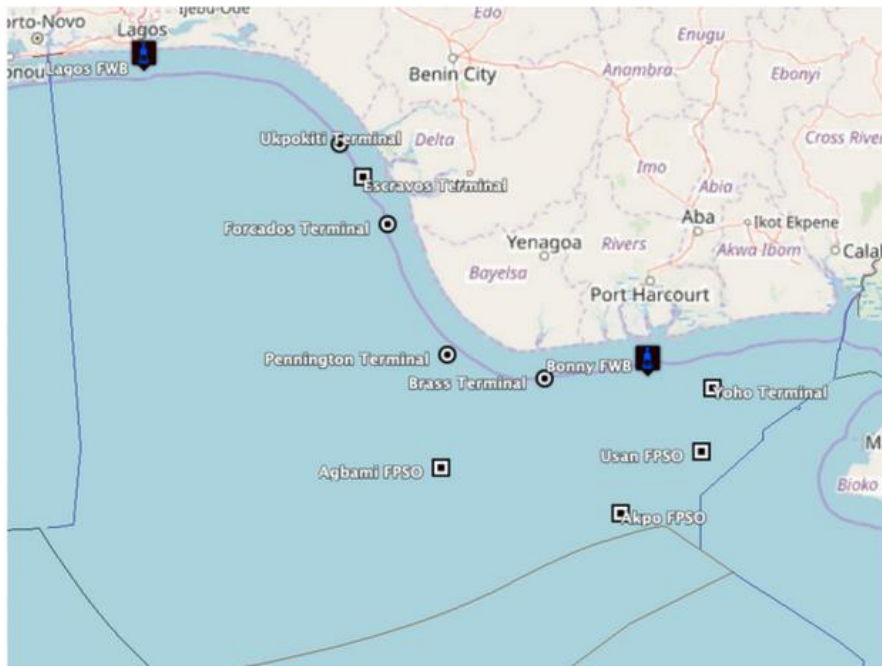 orto-Novo
Ijebu-Ode
Lagos
onou
Lagos FWB
Edo
Benin City
Enugu
Anambra
Ebonyi
Cross River
Ukpokiti Terminal
Delta
Escravos Terminal
Imo
Abia
Forcados Terminal
Aba
Ikot Ekpene
Yenagoa
Rivers
Akwa Ibom
Calab
Bayelsa
Port Harcourt
Pennington Terminal
Bonny FWB
Brass Terminal
Yoho Terminal
M
Usan FPSO
Agbami FPSO
Bioko
Akpo FPSO